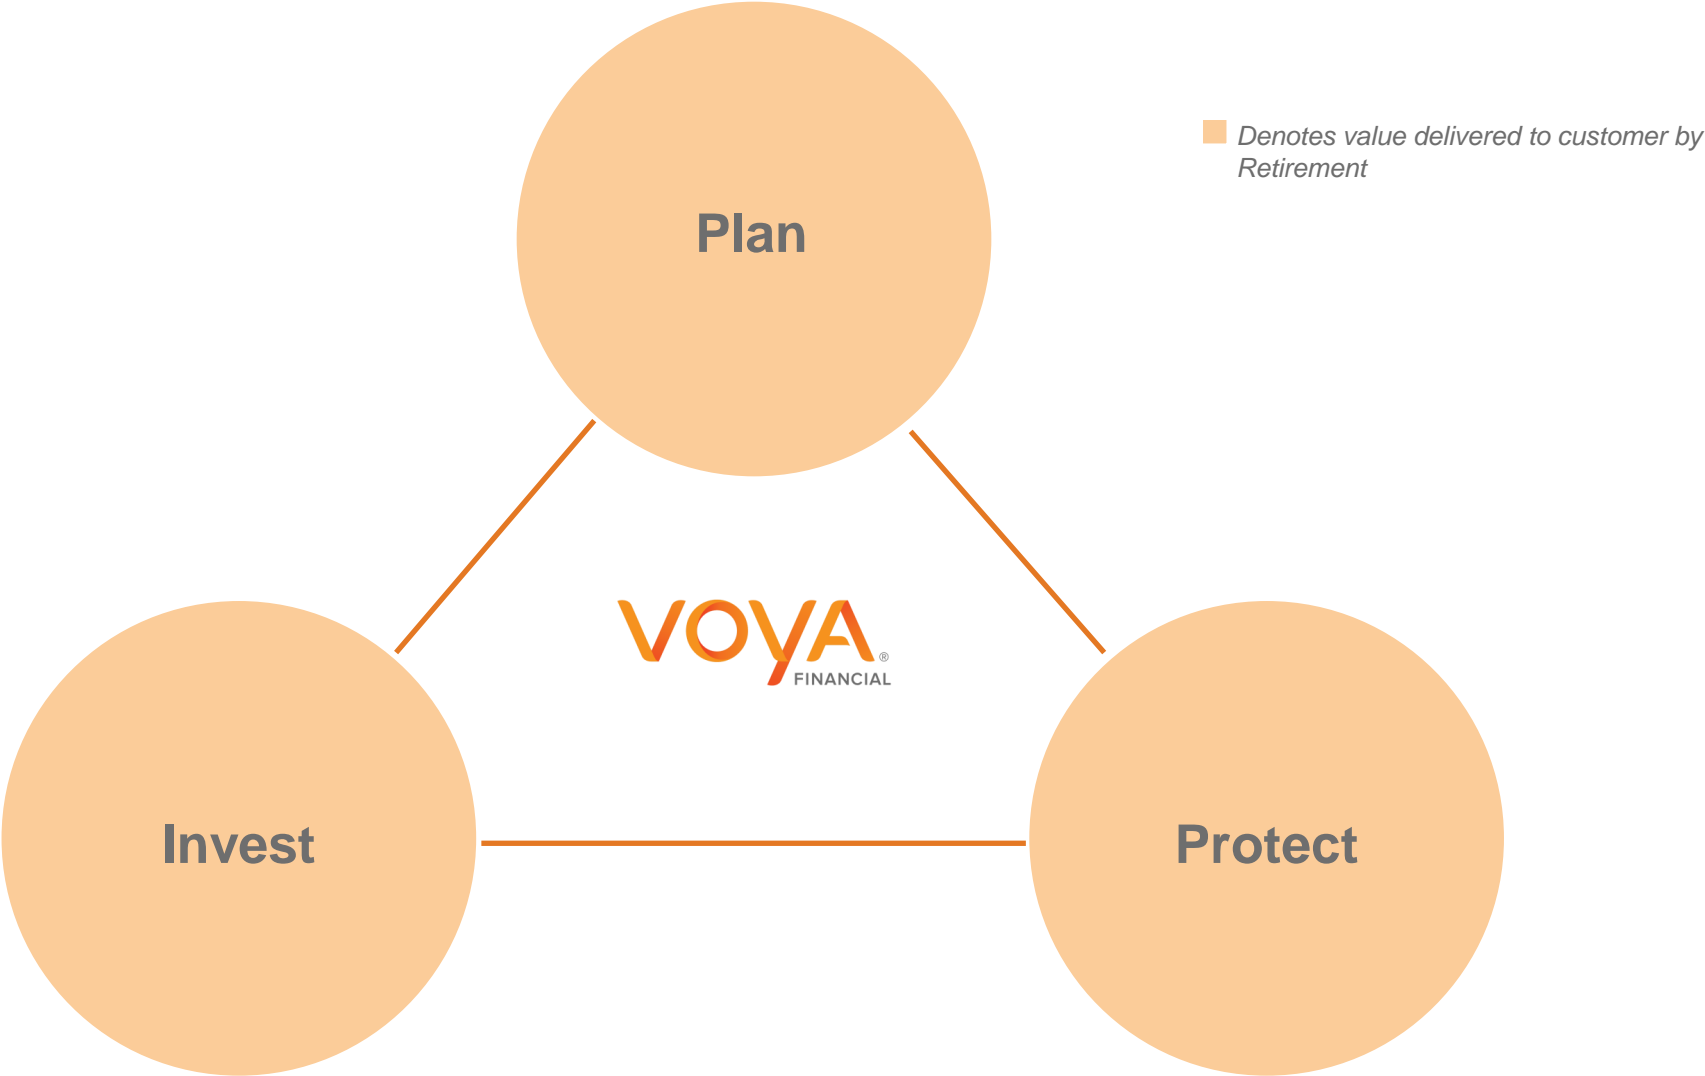 Plan
Denotes value delivered to customer by
Retirement
VOYA®
FINANCIAL
Invest
Protect